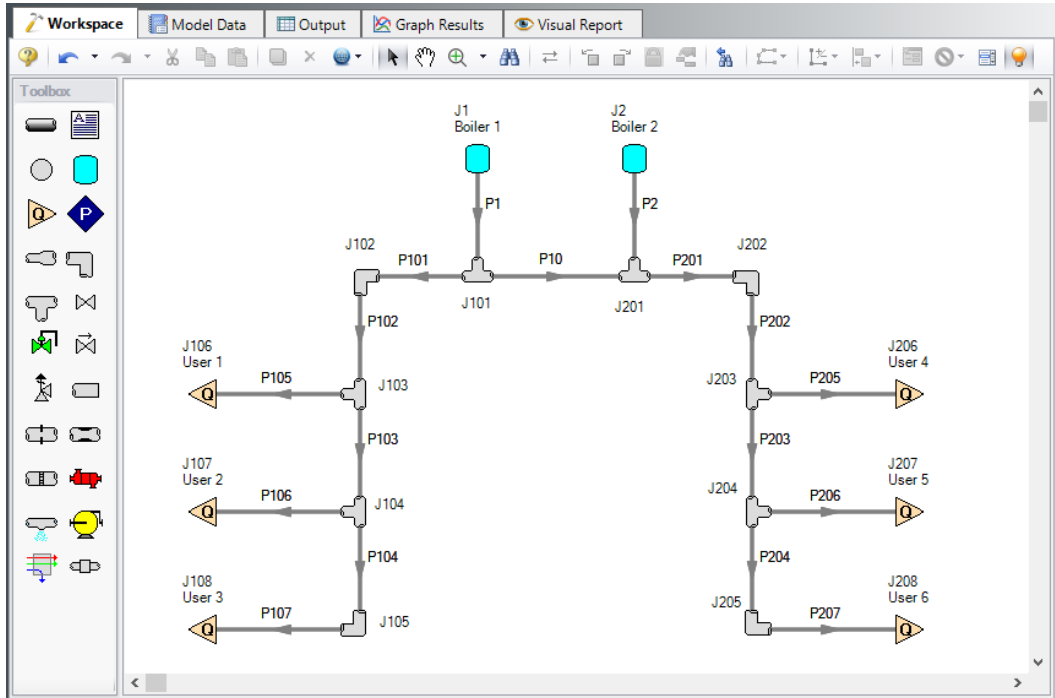 Workspace
Model Data
Output
Graph Results
Visual Report
Toolbox
A
Q
P
J1
Boiler 1
J2
Boiler 2
P1
P2
J102
P101
P10
P201
J202
J101
J201
P102
P202
J106
User 1
P105
Q
J103
J203
P205
J206
User 4
Q
P103
P203
J107
User 2
P106
Q
J104
J204
P206
J207
User 5
Q
P104
P204
J108
User 3
P107
Q
J105
J205
P207
J208
User 6
Q